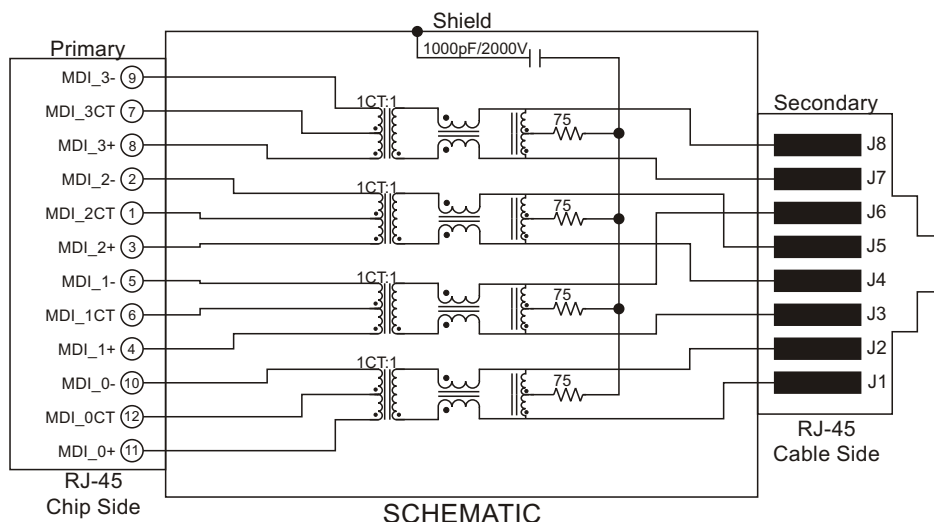 Shield
1000pF/2000V
Primary
MDI_3- 9
MDI_3CT 7
MDI_3+ 8
MDI_2- 2
MDI_2CT 1
MDI_2+ 3
MDI_1- 5
MDI_1CT 6
MDI_1+ 4
MDI_0- 10
MDI_0CT 12
MDI_0+ 11
RJ-45
Chip Side
1CT:1
75
1CT:1
75
1CT:1
75
1CT:1
75
Secondary
J8
J7
J6
J5
J4
J3
J2
J1
RJ-45
Cable Side
SCHEMATIC